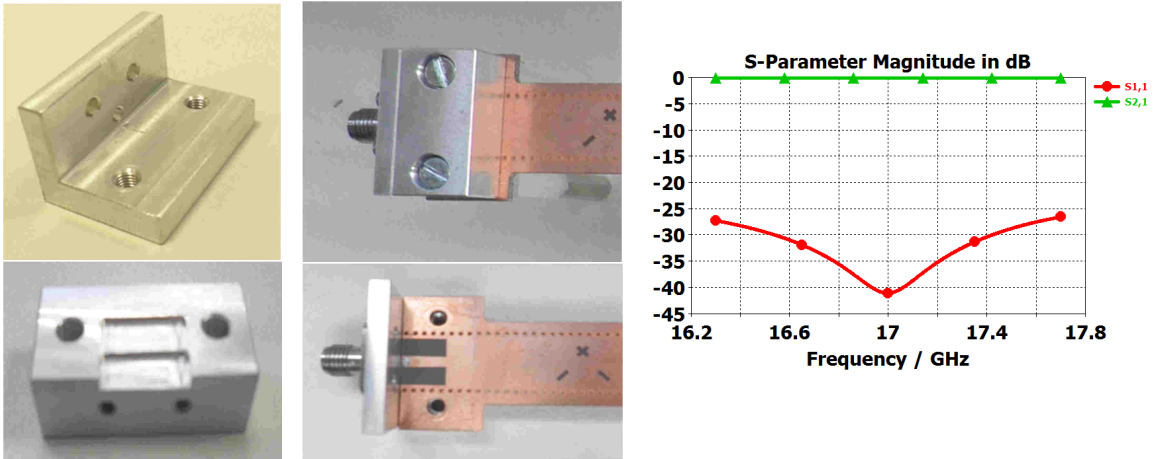 S-Parameter Magnitude in dB
0
-5
-10
-15
-20
-25
-30
-35
-40
-45
16.2 16.6 17 17.4 17.8
Frequency / GHz
S1,1
S2,1